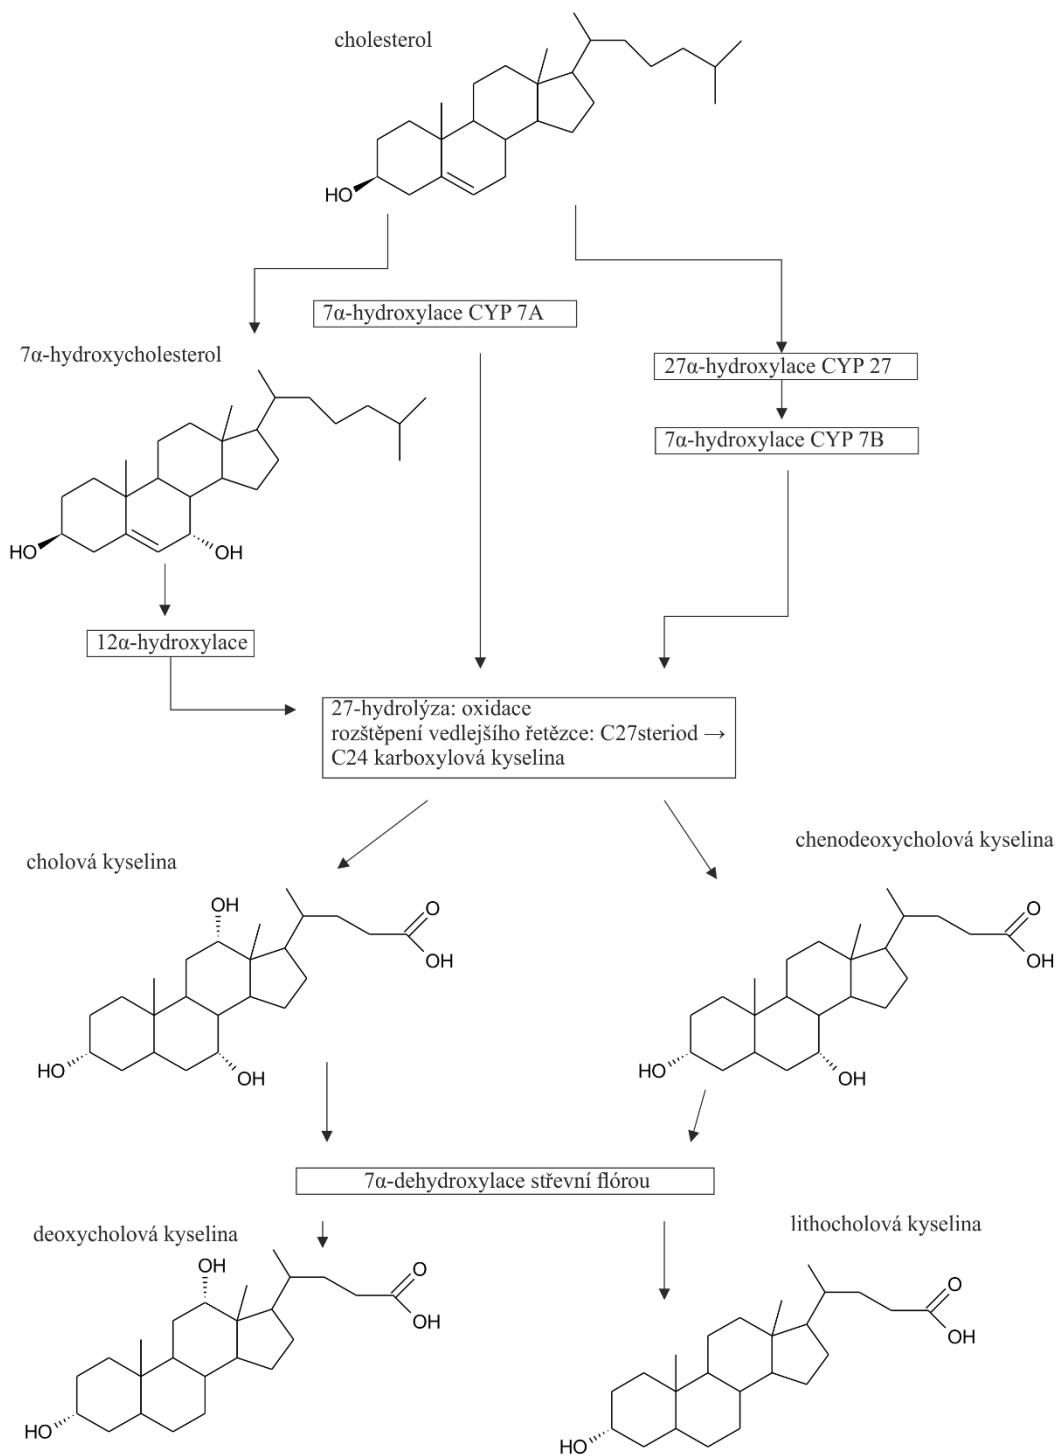 cholesterol
HO
7α-hydroxylace CYP 7A
7α-hydroxycholesterol
27α-hydroxylace CYP 27
7α-hydroxylace CYP 7B
HO
OH
12α-hydroxylace
27-hydrolýza: oxidace
rozštěpení vedlejšího řetězce: C27steriod →
C24 karboxylová kyselina
cholová kyselina
chenodeoxycholová kyselina
OH
O
OH
HO
OH
O
OH
HO
OH
7α-dehydroxylace střevní flórou
deoxycholová kyselina
lithocholová kyselina
OH
O
OH
HO
O
OH
HO